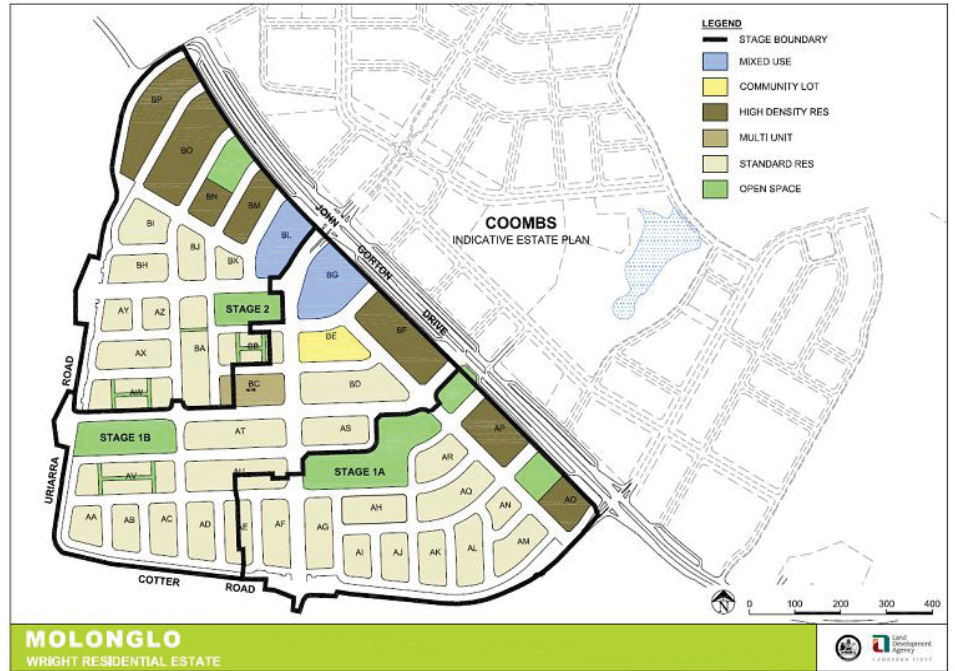 LEGEND
STAGE BOUNDARY
MIXED USE
COMMUNITY LOT
HIGH DENSITY RES
MULTI UNIT
STANDARD RES
OPEN SPACE
COOMBS
INDICATIVE ESTATE PLAN
JOHN GORTON DRIVE
BP
BO
BN
BM
BL
BI
BJ
BK
BH
BG
STAGE 2
AY
AZ
BA
BB
BE
BF
AX
AW
BC
BD
ROAD
STAGE 1B
AT
AS
AP
AR
STAGE 1A
AV
AU
AQ
AO
URIARRA
AA
AB
AC
AD
AE
AF
AG
AH
AN
AI
AJ
AK
AL
AM
COTTER ROAD
N
0 100 200 300 400
MOLONGLO
WRIGHT RESIDENTIAL ESTATE
Land
Development
Agency
CANBERRA FIRST